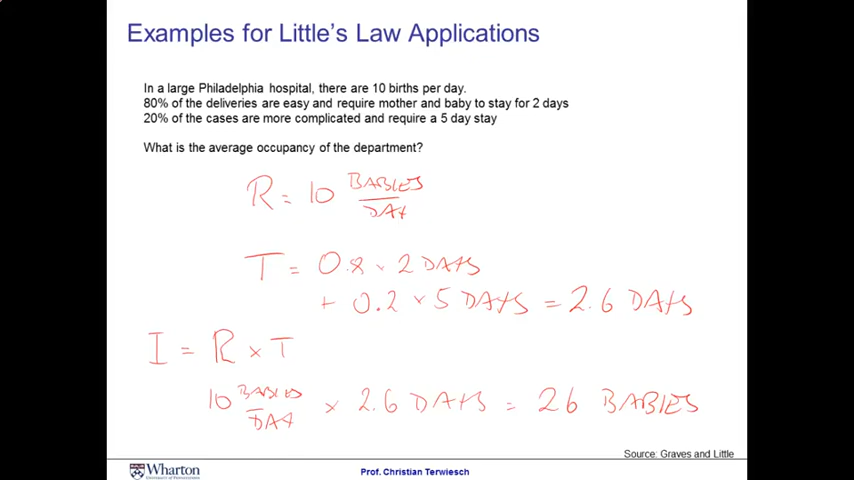 Examples for Little's Law Applications
In a large Philadelphia hospital, there are 10 births per day.
80% of the deliveries are easy and require mother and baby to stay for 2 days
20% of the cases are more complicated and require a 5 day stay
What is the average occupancy of the department?
R = 10 BABIES/DAY
T = 0.8 × 2 DAYS
+ 0.2 × 5 DAYS = 2.6 DAYS
I = R × T
10 BABIES/DAY × 2.6 DAYS = 26 BABIES
Source: Graves and Little
Wharton
University of Pennsylvania
Prof. Christian Terwiesch